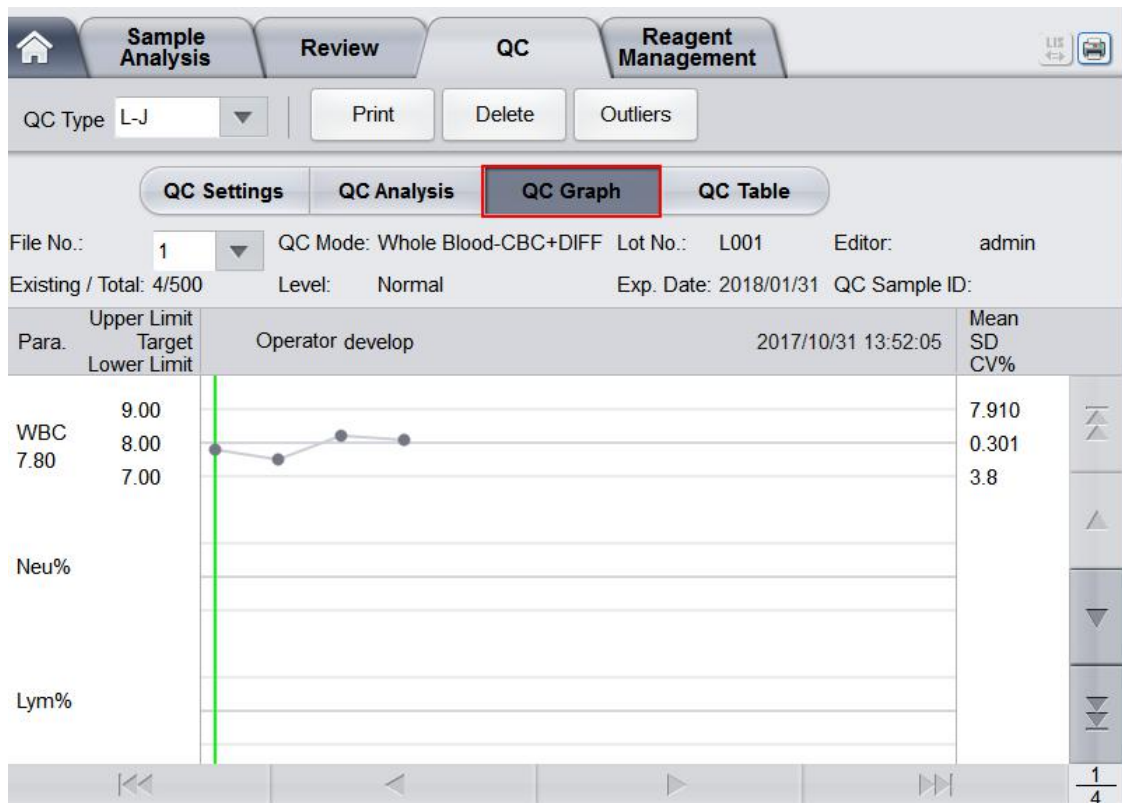 Sample Analysis Review QC Reagent Management LIS
QC Type L-J Print Delete Outliers
QC Settings QC Analysis QC Graph QC Table
File No.: 1 QC Mode: Whole Blood-CBC+DIFF Lot No.: L001 Editor: admin
Existing / Total: 4/500 Level: Normal Exp. Date: 2018/01/31 QC Sample ID:
Para. Upper Limit Target Lower Limit Operator develop 2017/10/31 13:52:05 Mean SD CV%
9.00 7.910
WBC 8.00 0.301
7.80 7.00 3.8
Neu%
Lym%
1
4